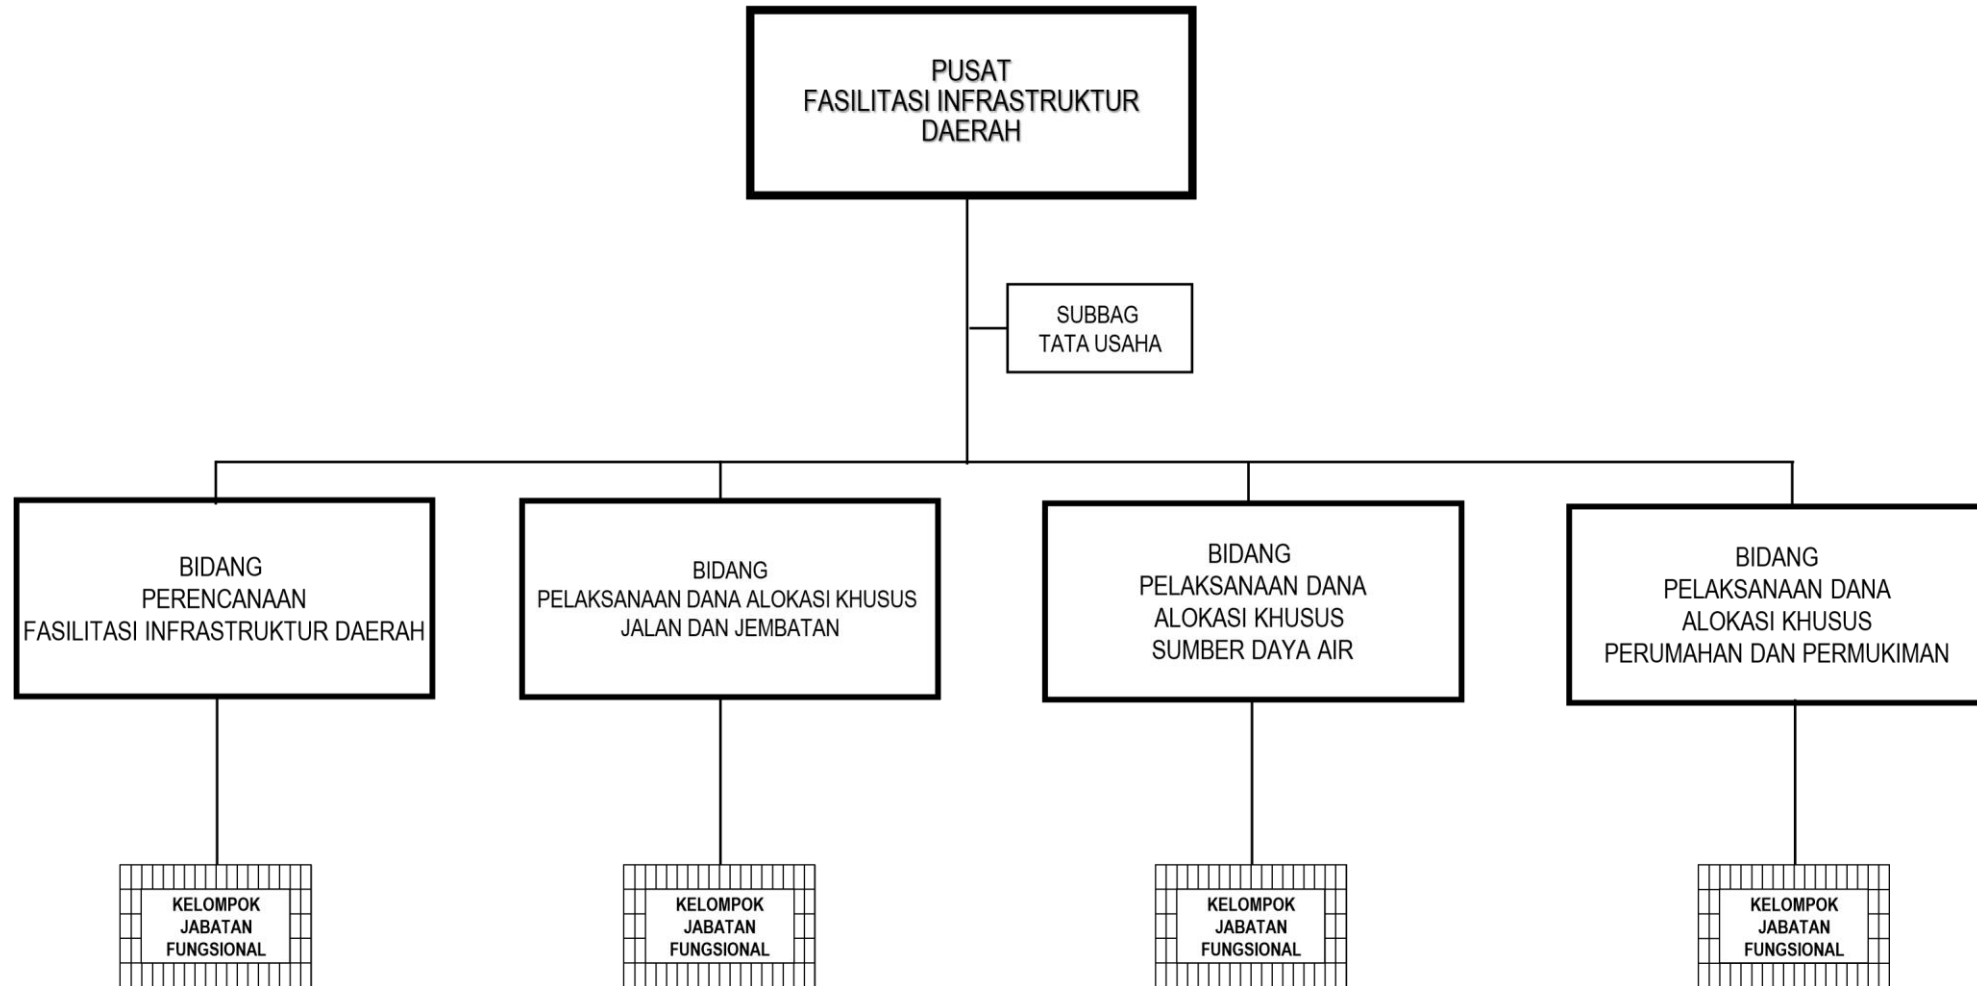 PUSAT
FASILITASI INFRASTRUKTUR
DAERAH
SUBBAG
TATA USAHA
BIDANG
PERENCANAAN
FASILITASI INFRASTRUKTUR DAERAH
BIDANG
PELAKSANAAN DANA ALOKASI KHUSUS
JALAN DAN JEMBATAN
BIDANG
PELAKSANAAN DANA
ALOKASI KHUSUS
SUMBER DAYA AIR
BIDANG
PELAKSANAAN DANA
ALOKASI KHUSUS
PERUMAHAN DAN PERMUKIMAN
KELOMPOK
JABATAN
FUNGSIONAL
KELOMPOK
JABATAN
FUNGSIONAL
KELOMPOK
JABATAN
FUNGSIONAL
KELOMPOK
JABATAN
FUNGSIONAL